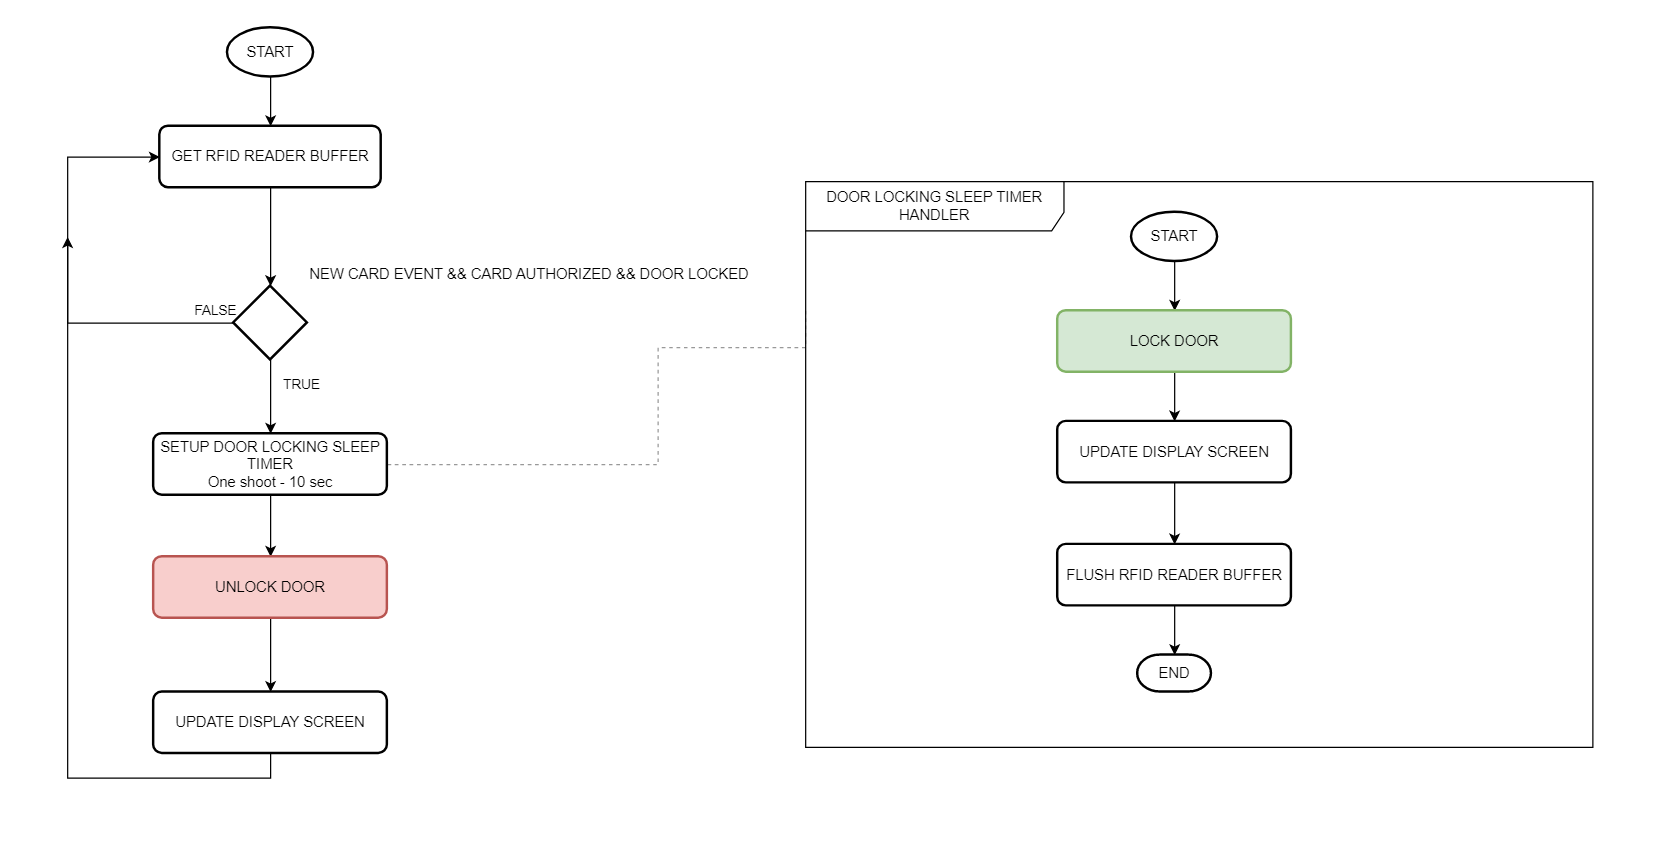 START
GET RFID READER BUFFER
NEW CARD EVENT && CARD AUTHORIZED && DOOR LOCKED
FALSE
TRUE
SETUP DOOR LOCKING SLEEP
TIMER
One shoot - 10 sec
UNLOCK DOOR
UPDATE DISPLAY SCREEN
DOOR LOCKING SLEEP TIMER
HANDLER
START
LOCK DOOR
UPDATE DISPLAY SCREEN
FLUSH RFID READER BUFFER
END